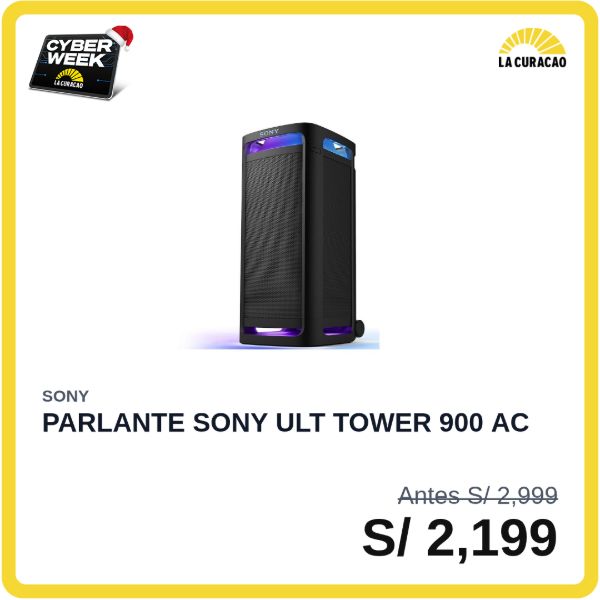 CYBER
WEEK
LA CURACAO
LA CURACAO
SONY
SONY
PARLANTE SONY ULT TOWER 900 AC
Antes S/ 2,999
S/ 2,199